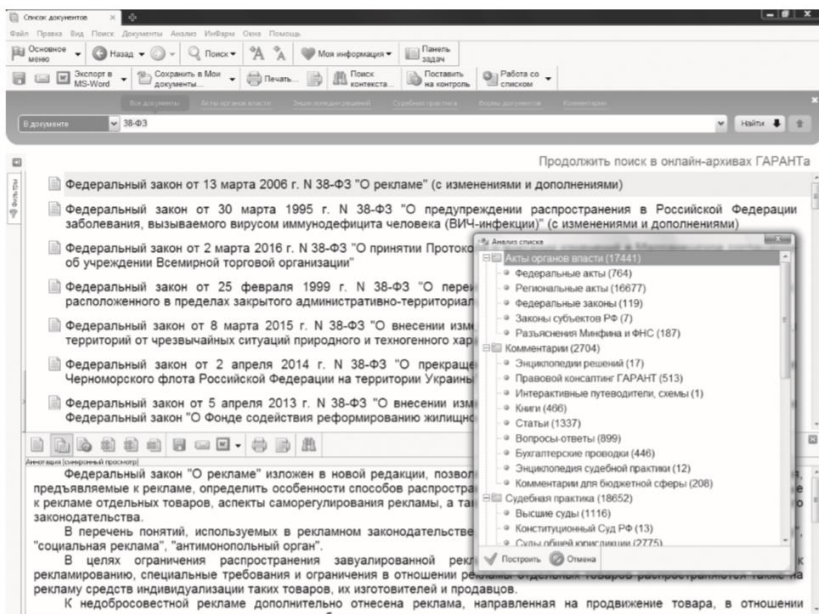 Список документов
Файл Правка Вид Поиск Документы Анализ ИнФарм Окна Помощь
Основное меню Назад Поиск Моя информация Панель задач
Экспорт в MS-Word Сохранить в Мои документы... Печать... Поиск контекста... Поставить на контроль Работа со списком
Все документы Акты органов власти Энциклопедия решений Судебная практика Формы документов Комментарии
В документе 38-ФЗ Найти
Продолжить поиск в онлайн-архивах ГАРАНТа
Фильтры
Федеральный закон от 13 марта 2006 г. N 38-ФЗ "О рекламе" (с изменениями и дополнениями)
Федеральный закон от 30 марта 1995 г. N 38-ФЗ "О предупреждении распространения в Российской Федерации
заболевания, вызываемого вирусом иммунодефицита человека (ВИЧ-инфекции)" (с изменениями и дополнениями)
Федеральный закон от 2 марта 2016 г. N 38-ФЗ "О принятии Протоко
об учреждении Всемирной торговой организации"
Федеральный закон от 25 февраля 1999 г. N 38-ФЗ "О пере
расположенного в пределах закрытого административно-территориал
Федеральный закон от 8 марта 2015 г. N 38-ФЗ "О внесении изм
территорий от чрезвычайных ситуаций природного и техногенного хар
Федеральный закон от 2 апреля 2014 г. N 38-ФЗ "О прекраще
Черноморского флота Российской Федерации на территории Украины
Федеральный закон от 5 апреля 2013 г. N 38-ФЗ "О внесении изм
Федеральный закон "О Фонде содействия реформированию жилищно
Анализ списка
Акты органов власти (17441)
Федеральные акты (764)
Региональные акты (16677)
Федеральные законы (119)
Законы субъектов РФ (7)
Разъяснения Минфина и ФНС (187)
Комментарии (2704)
Энциклопедии решений (17)
Правовой консалтинг ГАРАНТ (513)
Интерактивные путеводители, схемы (1)
Книги (466)
Статьи (1337)
Вопросы-ответы (899)
Бухгалтерские проводки (446)
Энциклопедия судебной практики (12)
Комментарии для бюджетной сферы (208)
Судебная практика (18652)
Высшие суды (1116)
Конституционный Суд РФ (13)
Суды общей юрисдикции (2775)
Построить Отмена
Аннотация (синхронный просмотр)
Федеральный закон "О рекламе" изложен в новой редакции, позвол
предъявляемые к рекламе, определить особенности способов распростра
к рекламе отдельных товаров, аспекты саморегулирования рекламы, а та
законодательства.
В перечень понятий, используемых в рекламном законодательстве
"социальная реклама", "антимонопольный орган".
В целях ограничения распространения завуалированной рек к
рекламированию, специальные требования и ограничения в отношении рекламы отдельных товаров распространяются также на
рекламу средств индивидуализации таких товаров, их изготовителей и продавцов.
К недобросовестной рекламе дополнительно отнесена реклама, направленная на продвижение товара, в отношении